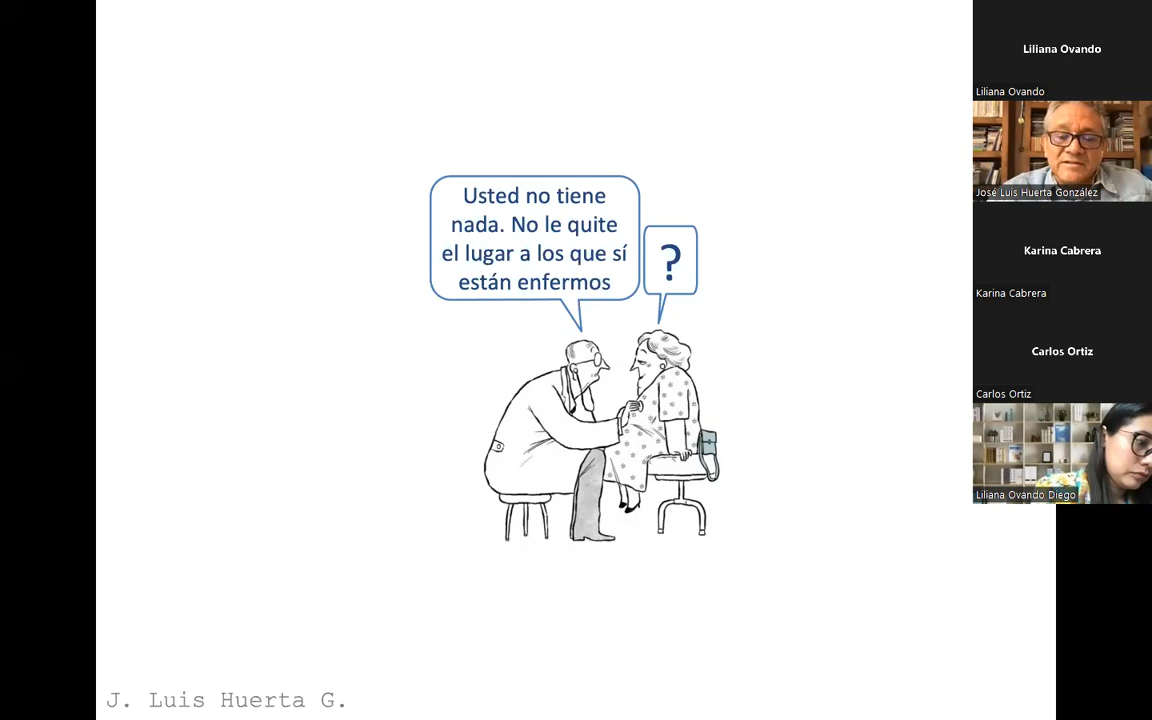 Usted no tiene
nada. No le quite
el lugar a los que sí
están enfermos
?
J. Luis Huerta G.
Liliana Ovando
Liliana Ovando
José Luis Huerta González
Karina Cabrera
Karina Cabrera
Carlos Ortiz
Carlos Ortiz
Liliana Ovando Diego